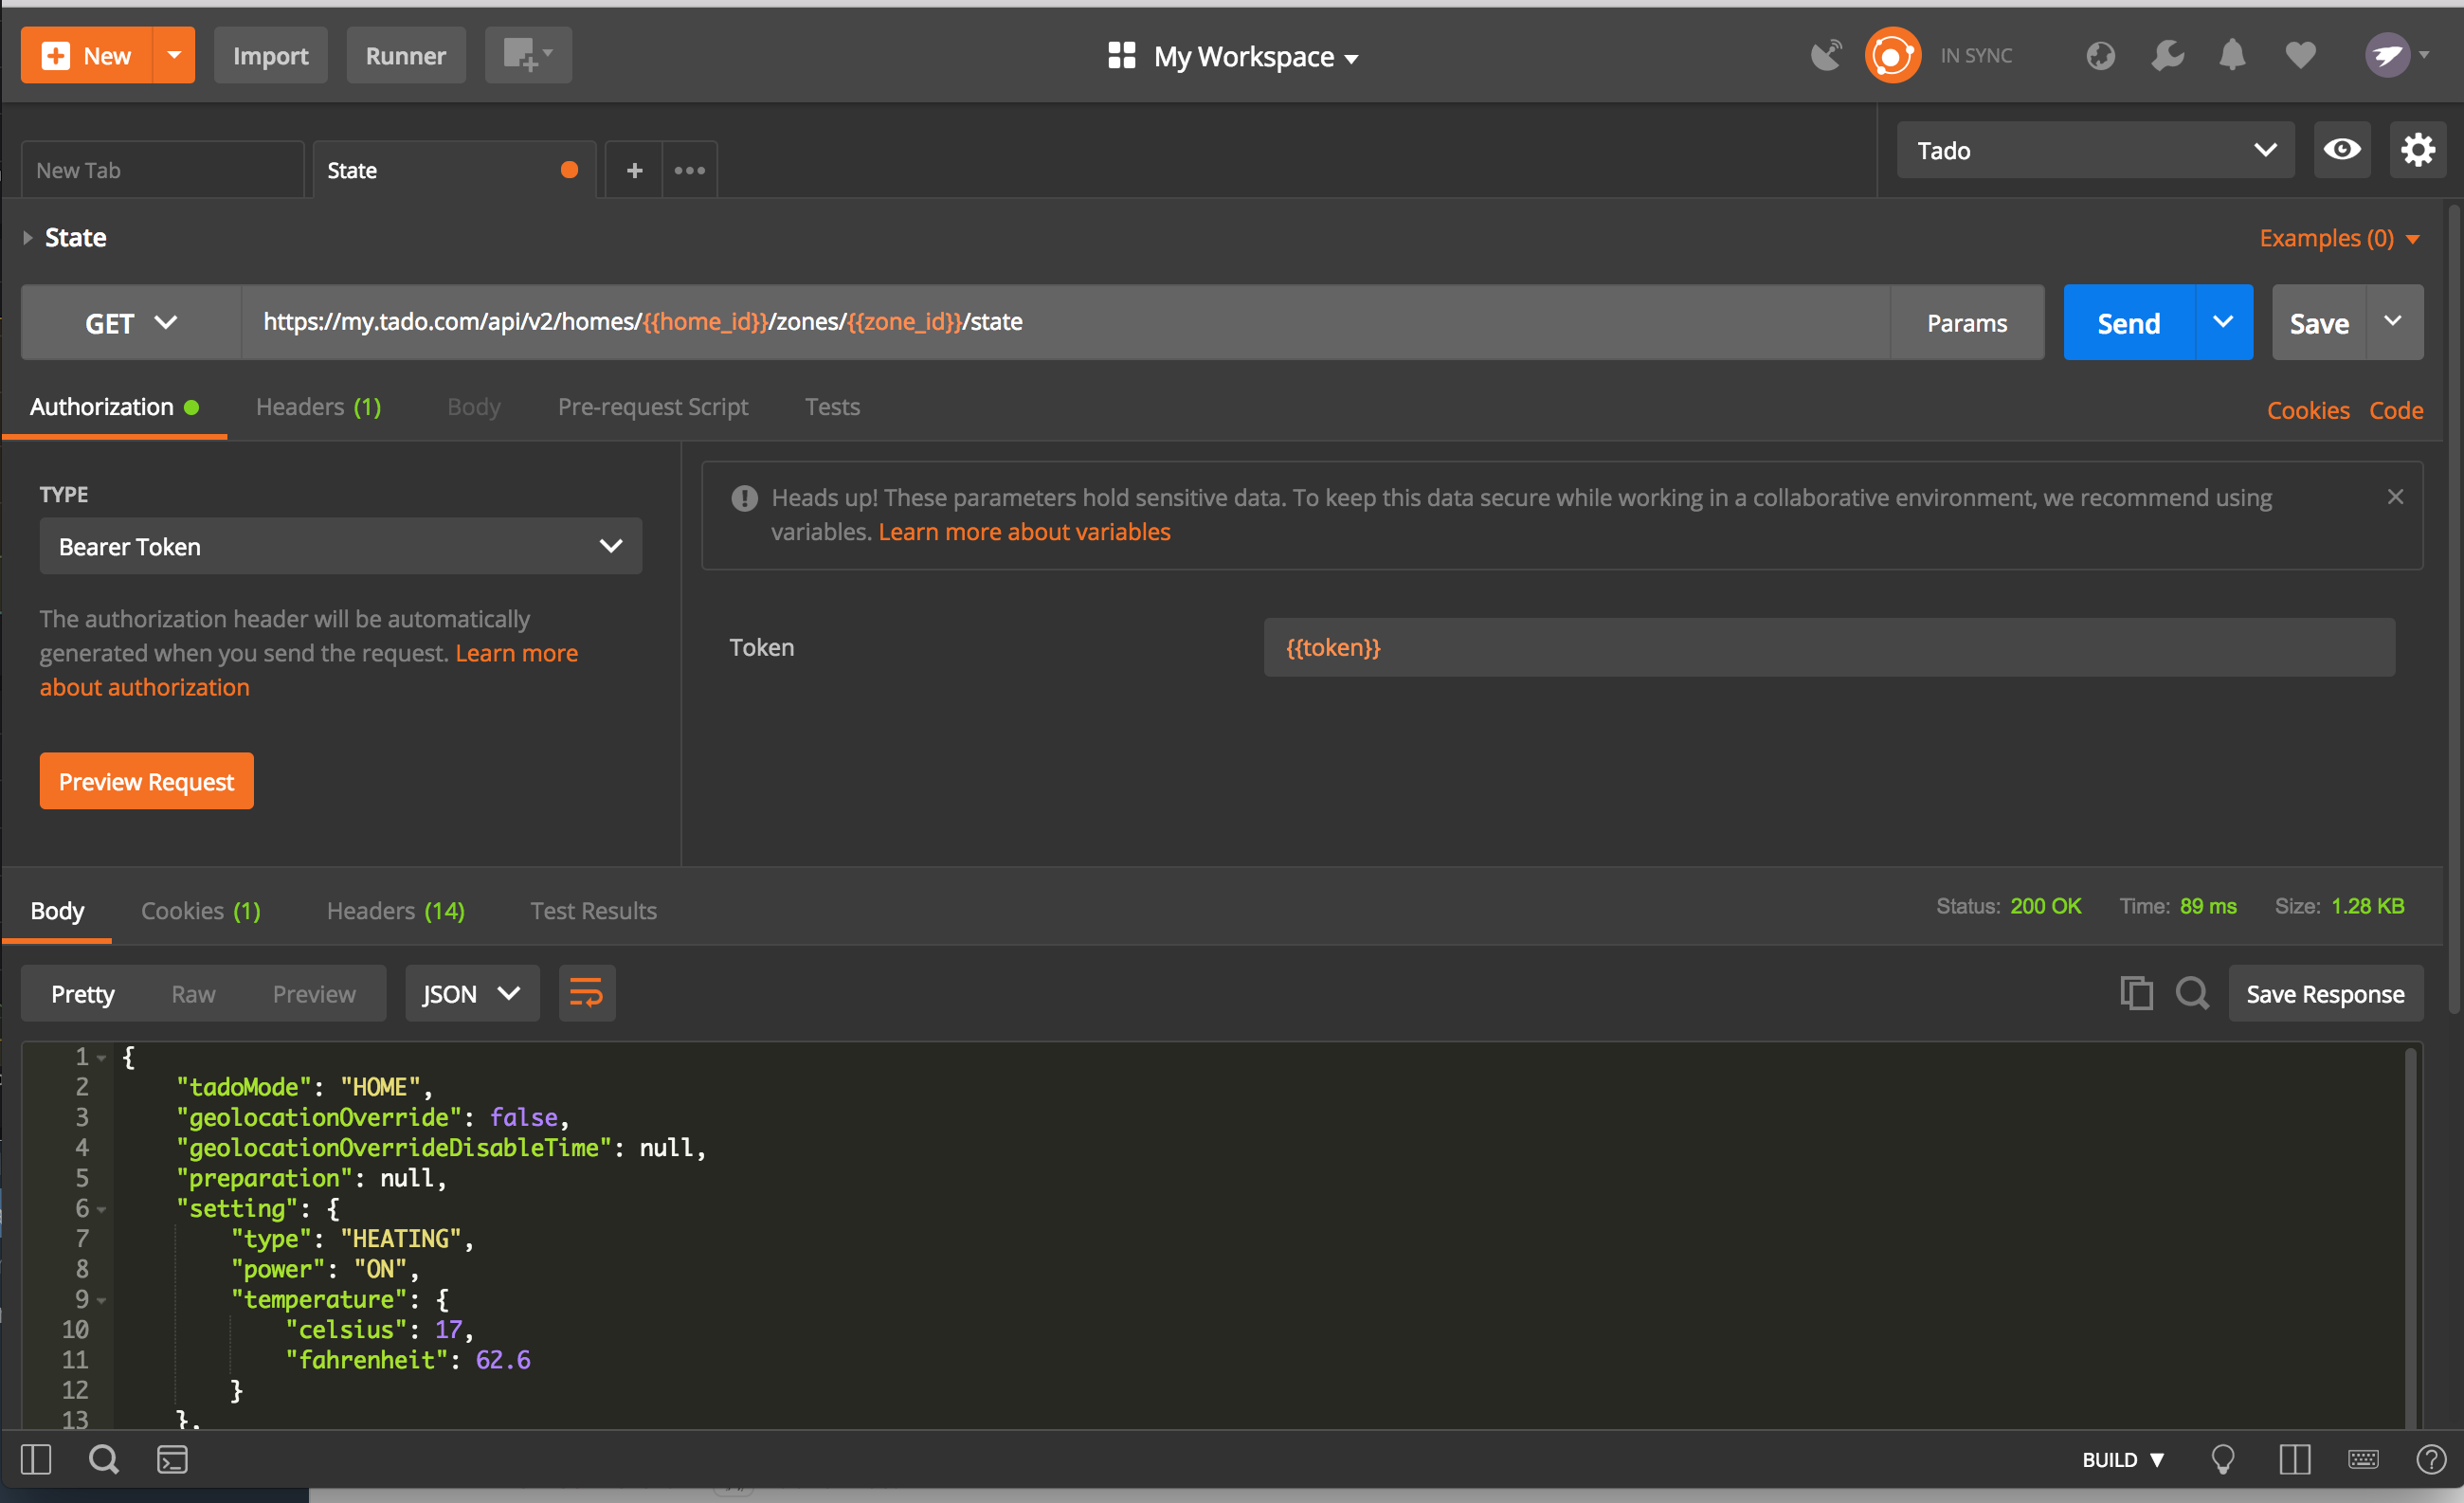 New Import Runner My Workspace IN SYNC
New Tab State + ••• Tado
State Examples (0)
GET https://my.tado.com/api/v2/homes/{{home_id}}/zones/{{zone_id}}/state Params Send Save
Authorization Headers (1) Body Pre-request Script Tests Cookies Code
TYPE
Bearer Token
The authorization header will be automatically
generated when you send the request. Learn more
about authorization
Preview Request
Heads up! These parameters hold sensitive data. To keep this data secure while working in a collaborative environment, we recommend using
variables. Learn more about variables
Token {{token}}
Body Cookies (1) Headers (14) Test Results Status: 200 OK Time: 89 ms Size: 1.28 KB
Pretty Raw Preview JSON Save Response
1 {
2 "tadoMode": "HOME",
3 "geolocationOverride": false,
4 "geolocationOverrideDisableTime": null,
5 "preparation": null,
6 "setting": {
7 "type": "HEATING",
8 "power": "ON",
9 "temperature": {
10 "celsius": 17,
11 "fahrenheit": 62.6
12 }
13 },
BUILD